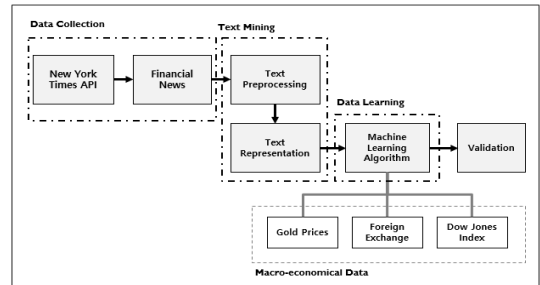 Data Collection
Text Mining
New York
Times API
Financial
News
Text
Preprocessing
Data Learning
Text
Representation
Machine
Learning
Algorithm
Validation
Gold Prices
Foreign
Exchange
Dow Jones
Index
Macro-economical Data